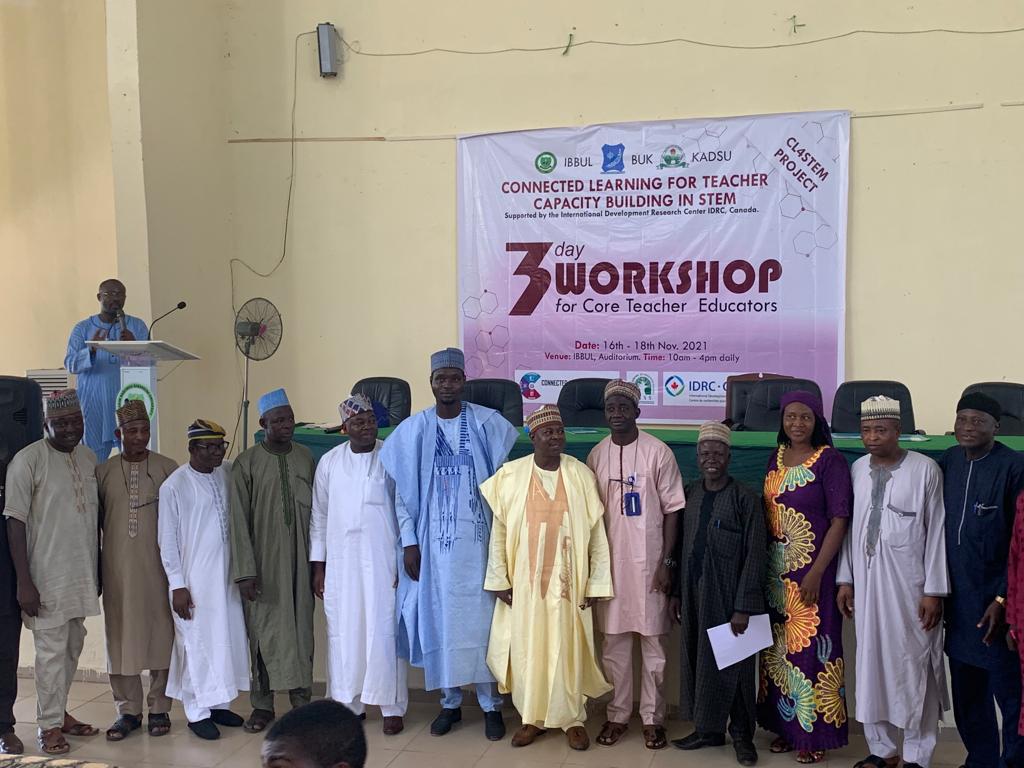 IBBUL BUK KADSU
CL4STEM
PROJECT
CONNECTED LEARNING FOR TEACHER
CAPACITY BUILDING IN STEM
Supported by the International Development Research Center IDRC, Canada.
3 day
WORKSHOP
for Core Teacher Educators
Date: 16th - 18th Nov. 2021
Venue: IBBUL, Auditorium. Time: 10am - 4pm daily
CONNECTED
IDRC